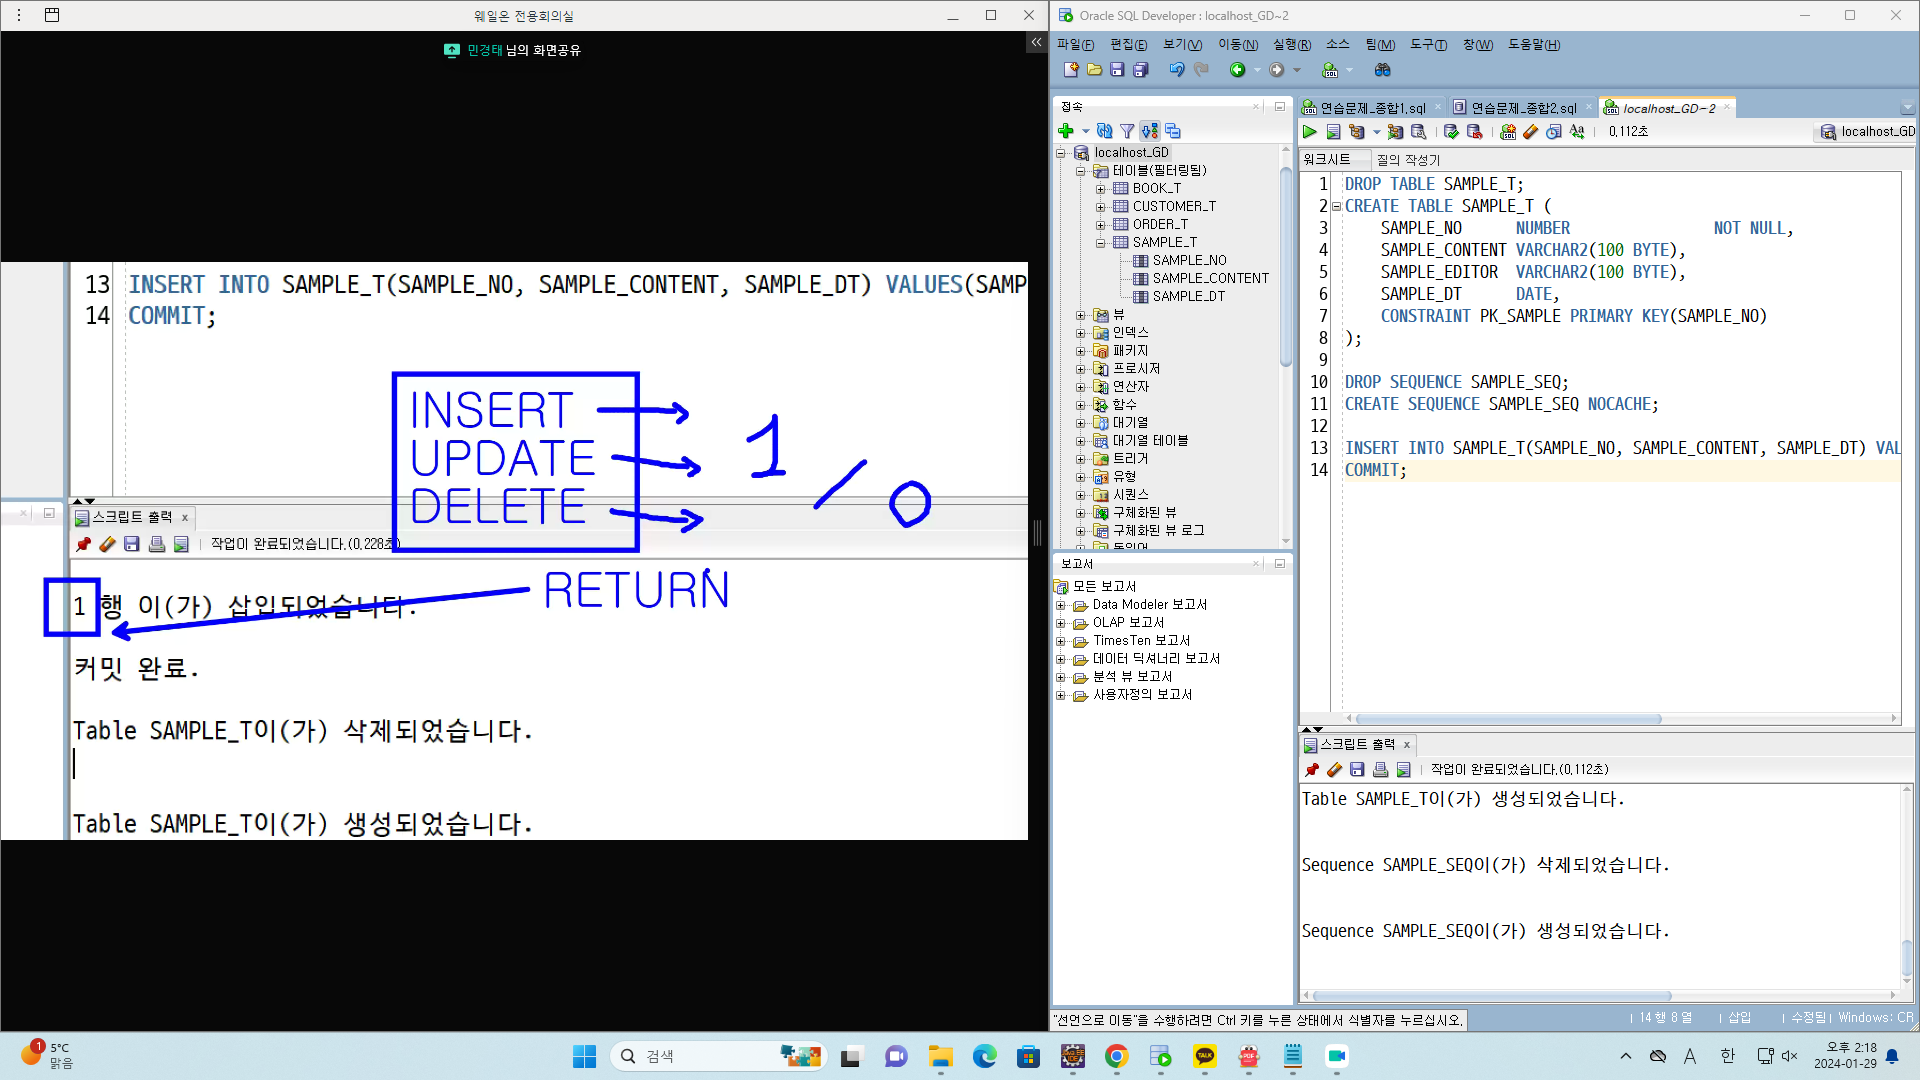 웨일온 전용회의실
민경태 님의 화면공유
13 INSERT INTO SAMPLE_T(SAMPLE_NO, SAMPLE_CONTENT, SAMPLE_DT) VALUES(SAMP
14 COMMIT;
INSERT
UPDATE
DELETE
1 / 0
스크립트 출력 x
작업이 완료되었습니다.(0.228초)
RETURN
1 행 이(가) 삽입되었습니다.
커밋 완료.
Table SAMPLE_T이(가) 삭제되었습니다.
Table SAMPLE_T이(가) 생성되었습니다.
Oracle SQL Developer : localhost_GD~2
파일(F) 편집(E) 보기(V) 이동(N) 실행(R) 소스 팀(M) 도구(T) 창(W) 도움말(H)
접속
localhost_GD
테이블(필터링됨)
BOOK_T
CUSTOMER_T
ORDER_T
SAMPLE_T
SAMPLE_NO
SAMPLE_CONTENT
SAMPLE_DT
뷰
인덱스
패키지
프로시저
연산자
함수
대기열
대기열 테이블
트리거
유형
시퀀스
구체화된 뷰
구체화된 뷰 로그
동의어
보고서
모든 보고서
Data Modeler 보고서
OLAP 보고서
TimesTen 보고서
데이터 딕셔너리 보고서
분석 뷰 보고서
사용자정의 보고서
연습문제_종합1.sql 연습문제_종합2.sql localhost_GD~2
0.112초 localhost_GD
워크시트 질의 작성기
1 DROP TABLE SAMPLE_T;
2 CREATE TABLE SAMPLE_T (
3 SAMPLE_NO NUMBER NOT NULL,
4 SAMPLE_CONTENT VARCHAR2(100 BYTE),
5 SAMPLE_EDITOR VARCHAR2(100 BYTE),
6 SAMPLE_DT DATE,
7 CONSTRAINT PK_SAMPLE PRIMARY KEY(SAMPLE_NO)
8 );
9
10 DROP SEQUENCE SAMPLE_SEQ;
11 CREATE SEQUENCE SAMPLE_SEQ NOCACHE;
12
13 INSERT INTO SAMPLE_T(SAMPLE_NO, SAMPLE_CONTENT, SAMPLE_DT) VAL
14 COMMIT;
스크립트 출력 x
작업이 완료되었습니다.(0.112초)
Table SAMPLE_T이(가) 생성되었습니다.
Sequence SAMPLE_SEQ이(가) 삭제되었습니다.
Sequence SAMPLE_SEQ이(가) 생성되었습니다.
"선언으로 이동"을 수행하려면 Ctrl 키를 누른 상태에서 식별자를 누르십시오.
14 행 8 열 삽입 수정됨 Windows: CR
1
5°C
맑음
검색
TALK
PDF
A 한
오후 2:18
2024-01-29